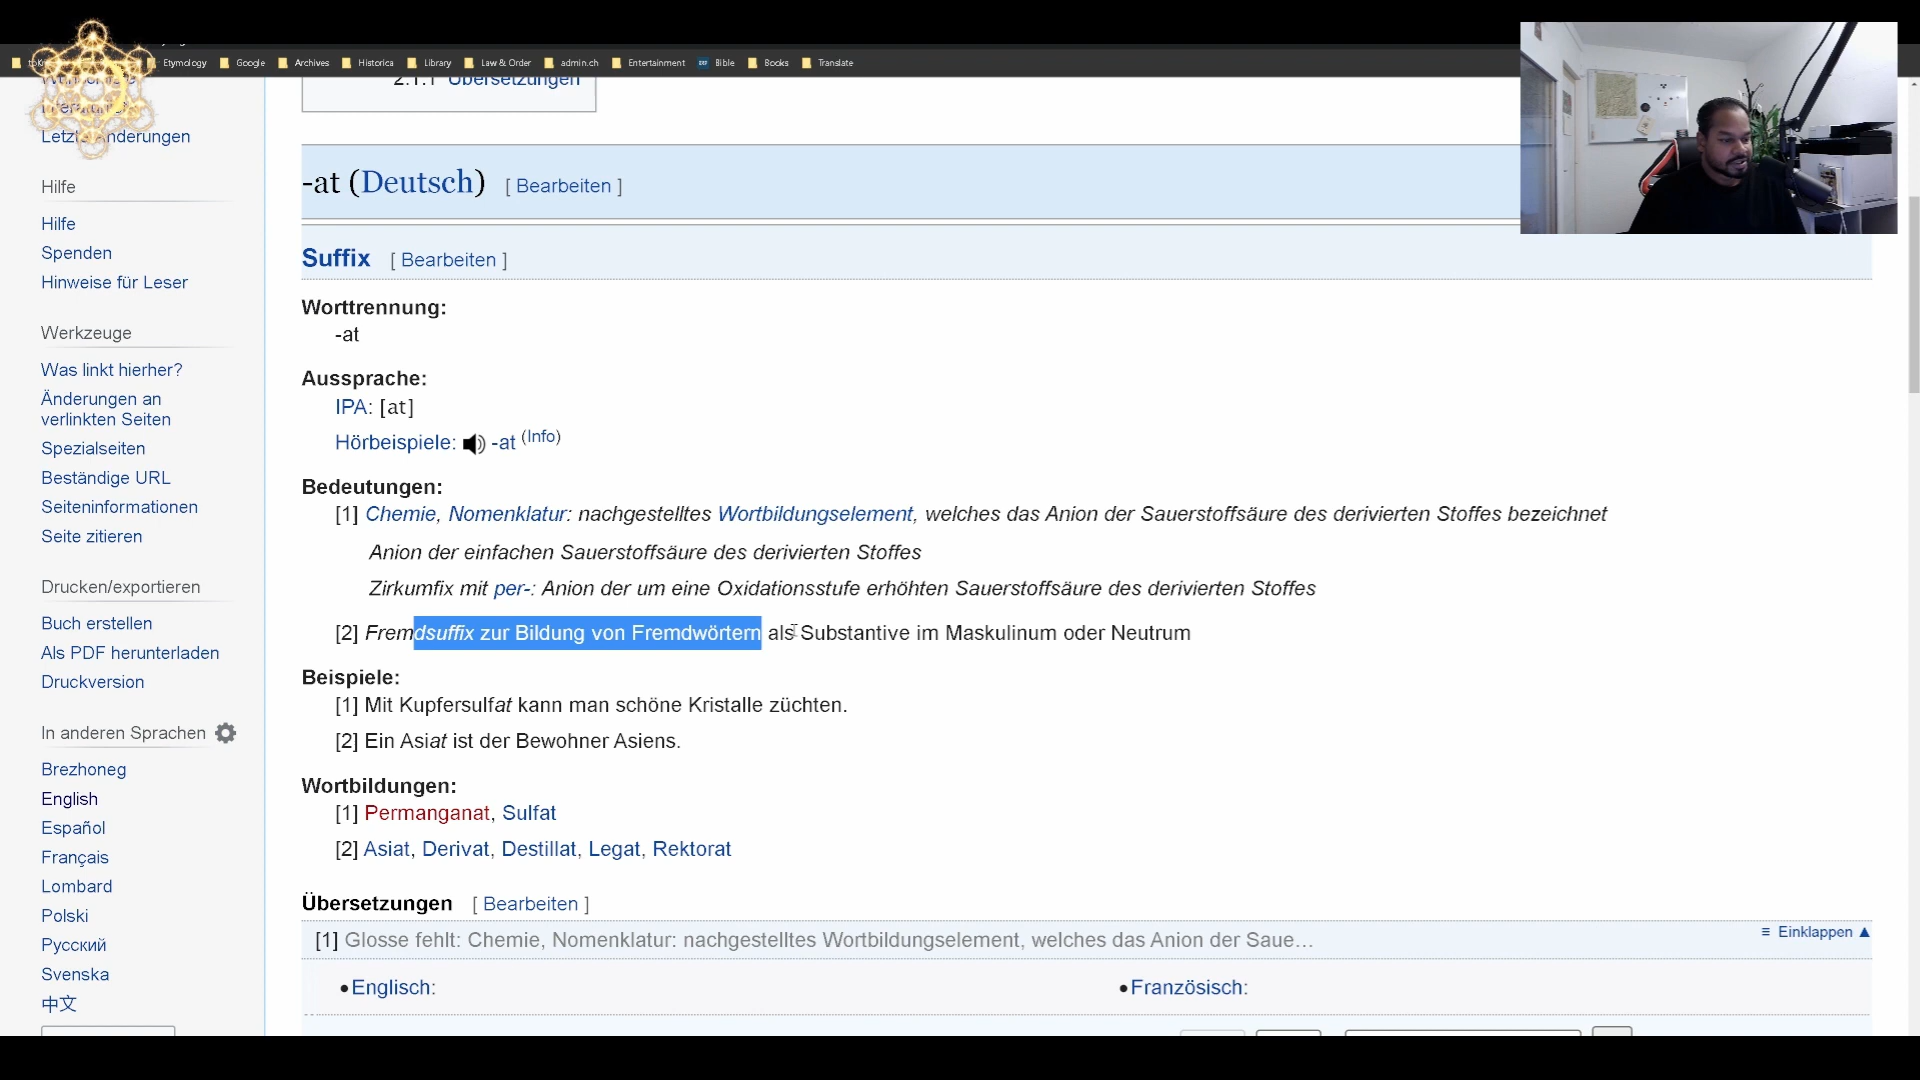 Etymology
Google
Archives
Historica
Library
Law & Order
admin.ch
Entertainment
Bible
Books
Translate
Letzte Änderungen
Hilfe
Hilfe
Spenden
Hinweise für Leser
Werkzeuge
Was linkt hierher?
Änderungen an
verlinkten Seiten
Spezialseiten
Beständige URL
Seiteninformationen
Seite zitieren
Drucken/exportieren
Buch erstellen
Als PDF herunterladen
Druckversion
In anderen Sprachen
Brezhoneg
English
Español
Français
Lombard
Polski
Русский
Svenska
中文
2.1.1 Übersetzungen
-at (Deutsch) [ Bearbeiten ]
Suffix [ Bearbeiten ]
Worttrennung:
-at
Aussprache:
IPA: [at]
Hörbeispiele: -at (Info)
Bedeutungen:
[1] Chemie, Nomenklatur: nachgestelltes Wortbildungselement, welches das Anion der Sauerstoffsäure des derivierten Stoffes bezeichnet
Anion der einfachen Sauerstoffsäure des derivierten Stoffes
Zirkumfix mit per-: Anion der um eine Oxidationsstufe erhöhten Sauerstoffsäure des derivierten Stoffes
[2] Fremdsuffix zur Bildung von Fremdwörtern als Substantive im Maskulinum oder Neutrum
Beispiele:
[1] Mit Kupfersulfat kann man schöne Kristalle züchten.
[2] Ein Asiat ist der Bewohner Asiens.
Wortbildungen:
[1] Permanganat, Sulfat
[2] Asiat, Derivat, Destillat, Legat, Rektorat
Übersetzungen [ Bearbeiten ]
[1] Glosse fehlt: Chemie, Nomenklatur: nachgestelltes Wortbildungselement, welches das Anion der Saue…
≡ Einklappen ▲
• Englisch:
• Französisch: